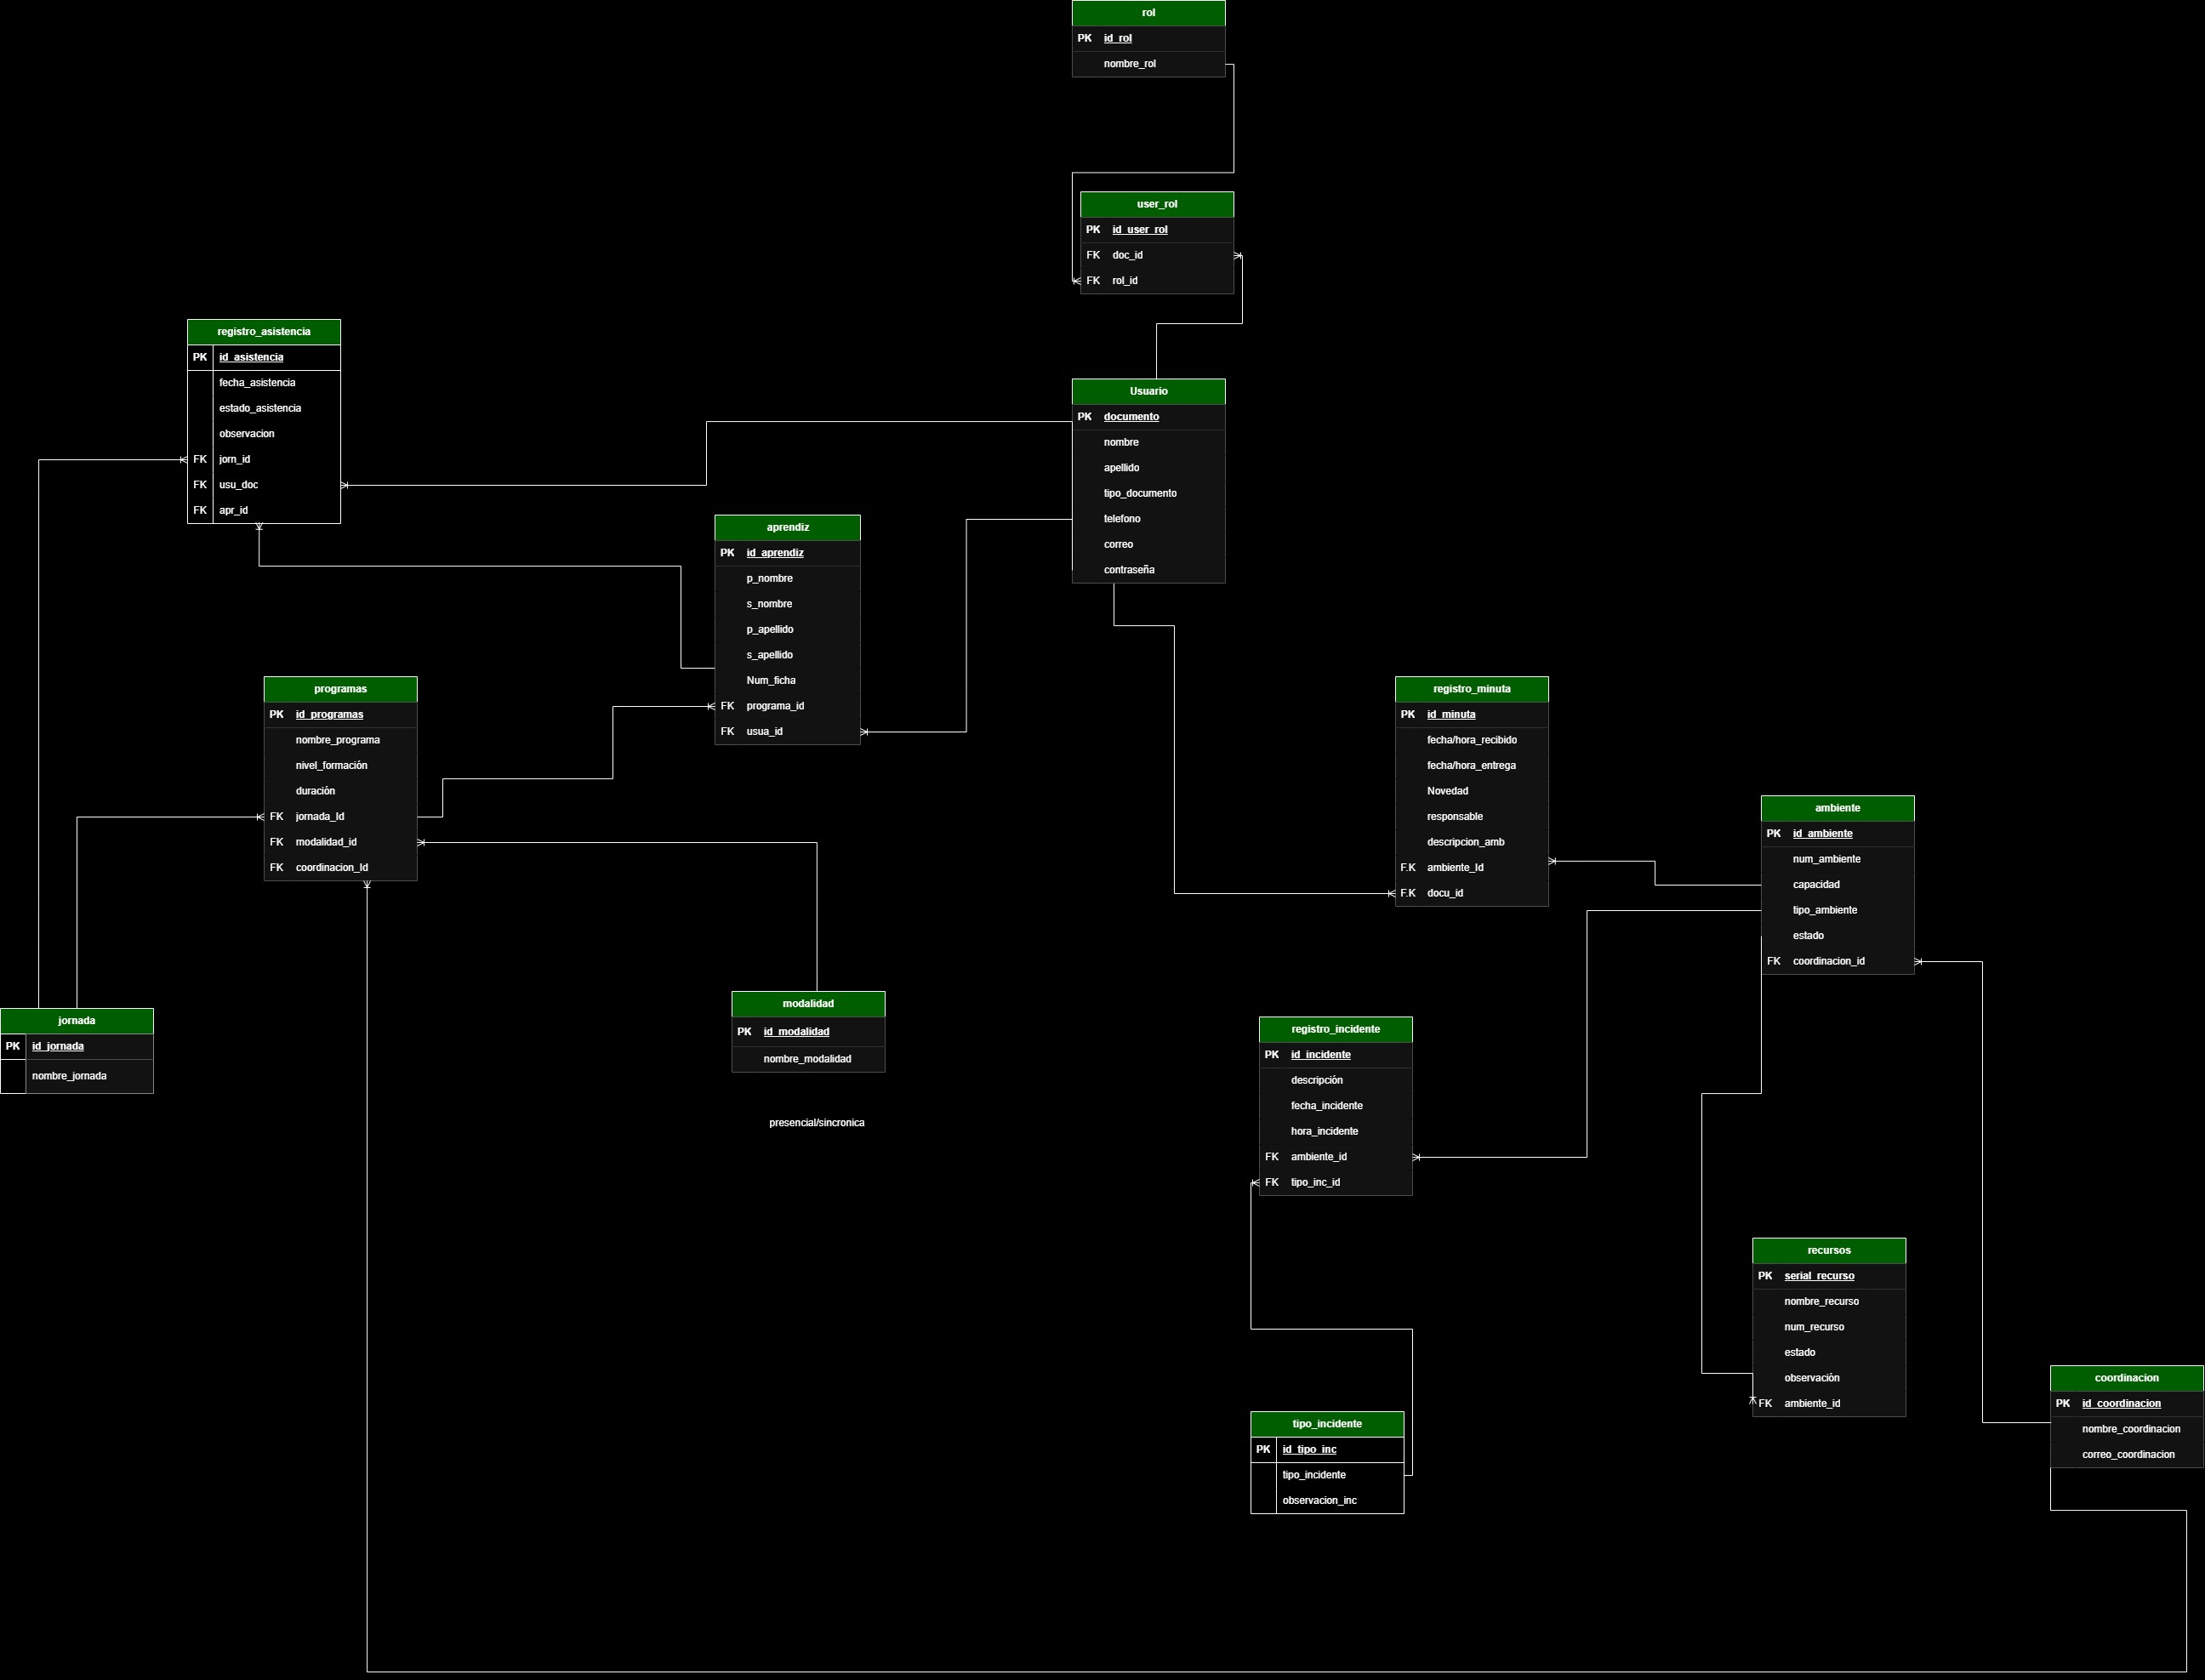 rol
PK id_rol
nombre_rol
user_rol
PK id_user_rol
FK doc_id
FK rol_id
registro_asistencia
PK id_asistencia
fecha_asistencia
estado_asistencia
observacion
FK jorn_id
FK usu_doc
FK apr_id
Usuario
PK documento
nombre
apellido
tipo_documento
telefono
correo
contraseña
aprendiz
PK id_aprendiz
p_nombre
s_nombre
p_apellido
s_apellido
Num_ficha
FK programa_id
FK usua_id
programas
PK id_programas
nombre_programa
nivel_formación
duración
FK jornada_Id
FK modalidad_id
FK coordinacion_Id
registro_minuta
PK id_minuta
fecha/hora_recibido
fecha/hora_entrega
Novedad
responsable
descripcion_amb
F.K ambiente_Id
F.K docu_id
ambiente
PK id_ambiente
num_ambiente
capacidad
tipo_ambiente
estado
FK coordinacion_id
jornada
PK id_jornada
nombre_jornada
modalidad
PK id_modalidad
nombre_modalidad
presencial/sincronica
registro_incidente
PK id_incidente
descripción
fecha_incidente
hora_incidente
FK ambiente_id
FK tipo_inc_id
recursos
PK serial_recurso
nombre_recurso
num_recurso
estado
observación
FK ambiente_id
coordinacion
PK id_coordinacion
nombre_coordinacion
correo_coordinacion
tipo_incidente
PK id_tipo_inc
tipo_incidente
observacion_inc